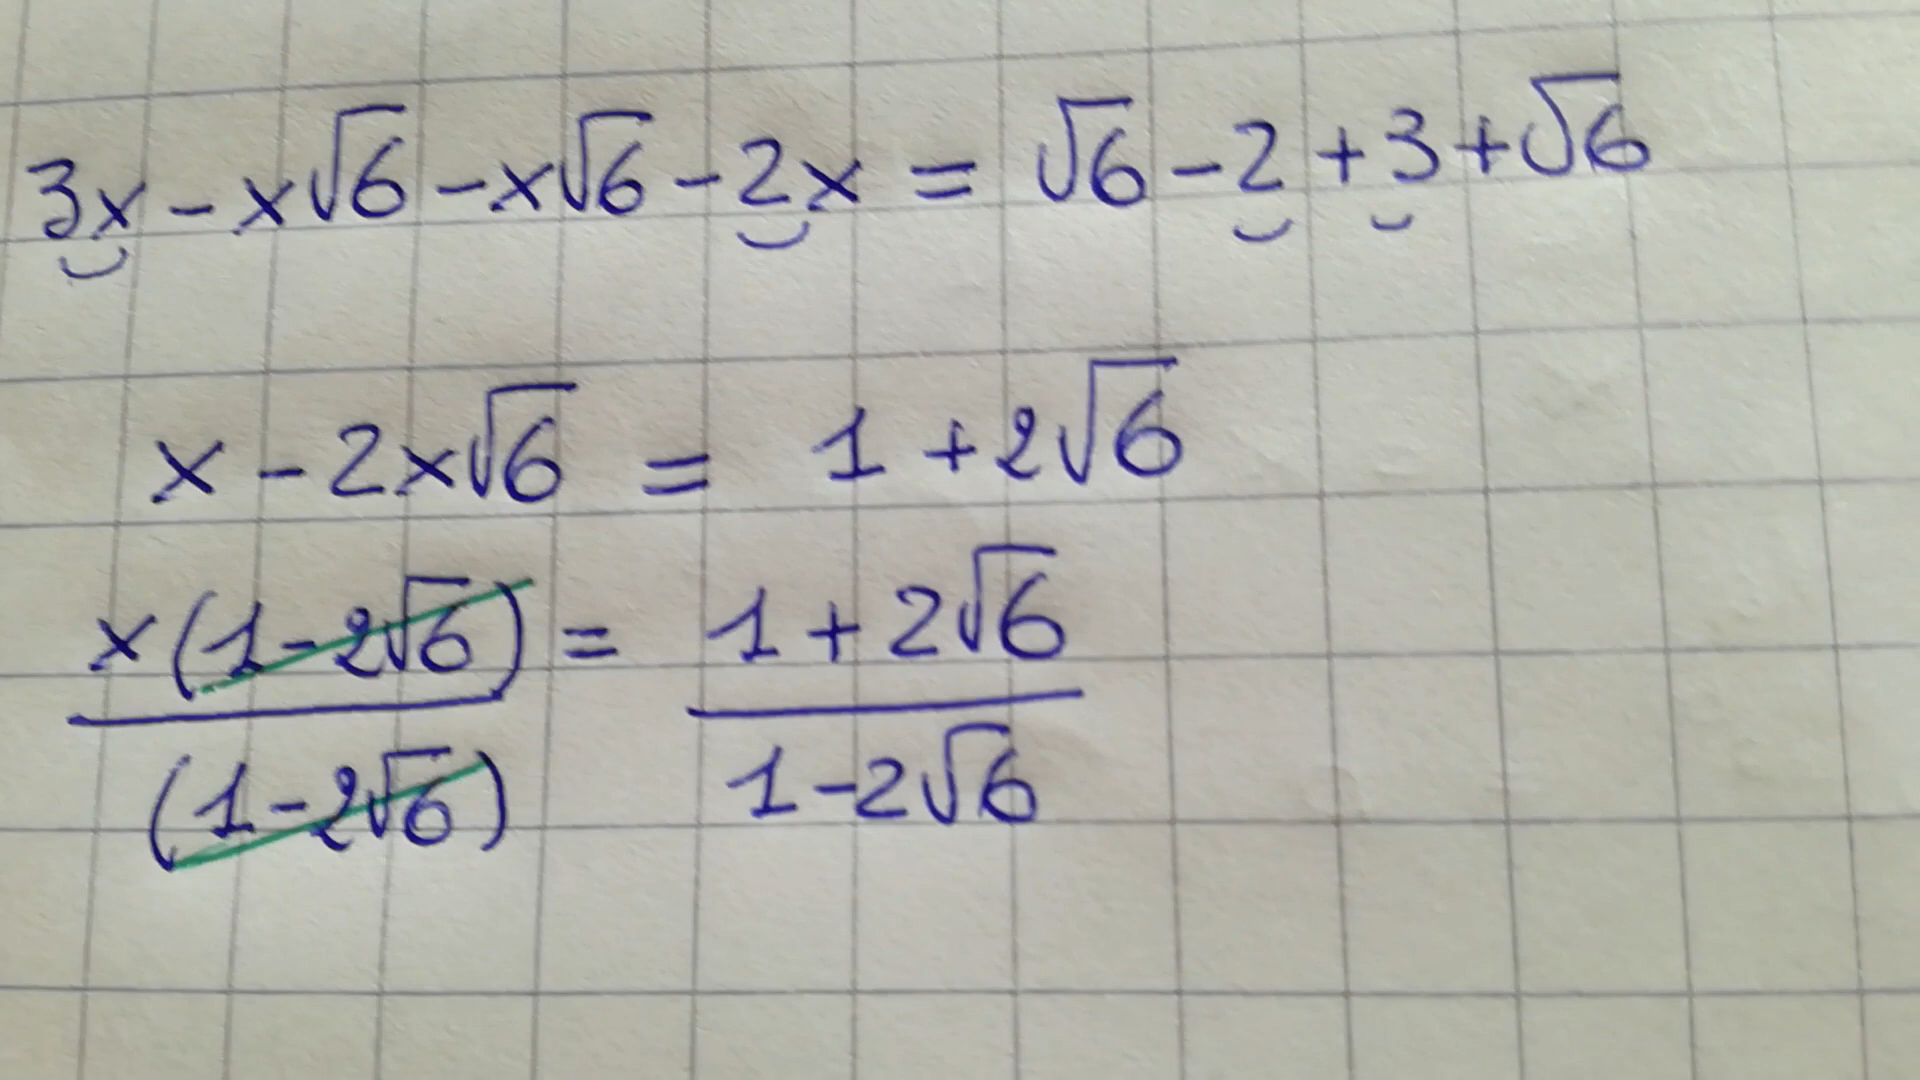 3x - x√6 - x√6 - 2x = √6 - 2 + 3 + √6
x - 2x√6 = 1 + 2√6
x(1 - 2√6) = 1 + 2√6
(1 - 2√6) 1 - 2√6